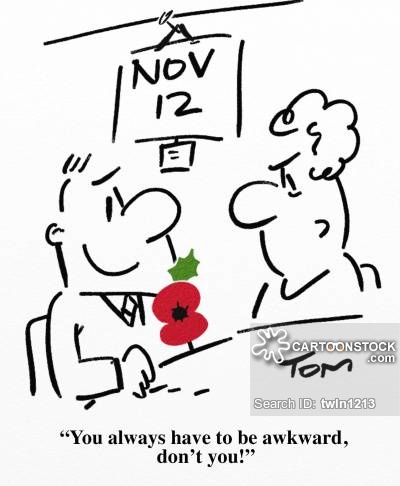 NOV
12
CARTOONSTOCK
.com
TOM
Search ID: twln1213
“You always have to be awkward,
don’t you!”